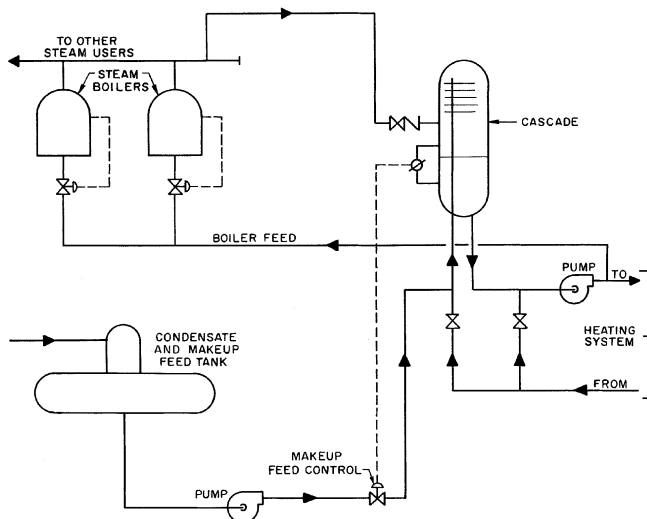 TO OTHER
STEAM USERS
STEAM
BOILERS
CASCADE
BOILER FEED
PUMP
TO
HEATING
SYSTEM
FROM
CONDENSATE
AND MAKEUP
FEED TANK
MAKEUP
FEED CONTROL
PUMP